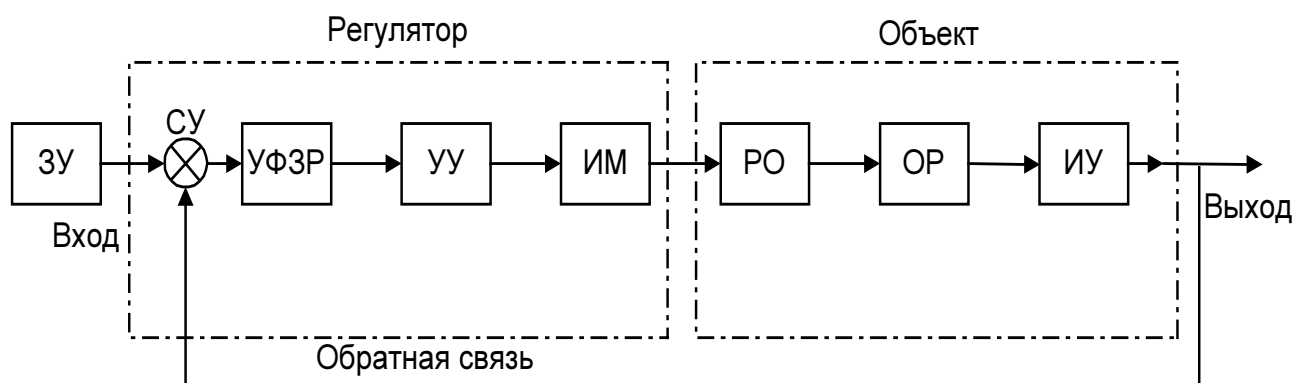 Регулятор
Объект
СУ
ЗУ
УФЗР
УУ
ИМ
РО
ОР
ИУ
Вход
Выход
Обратная связь